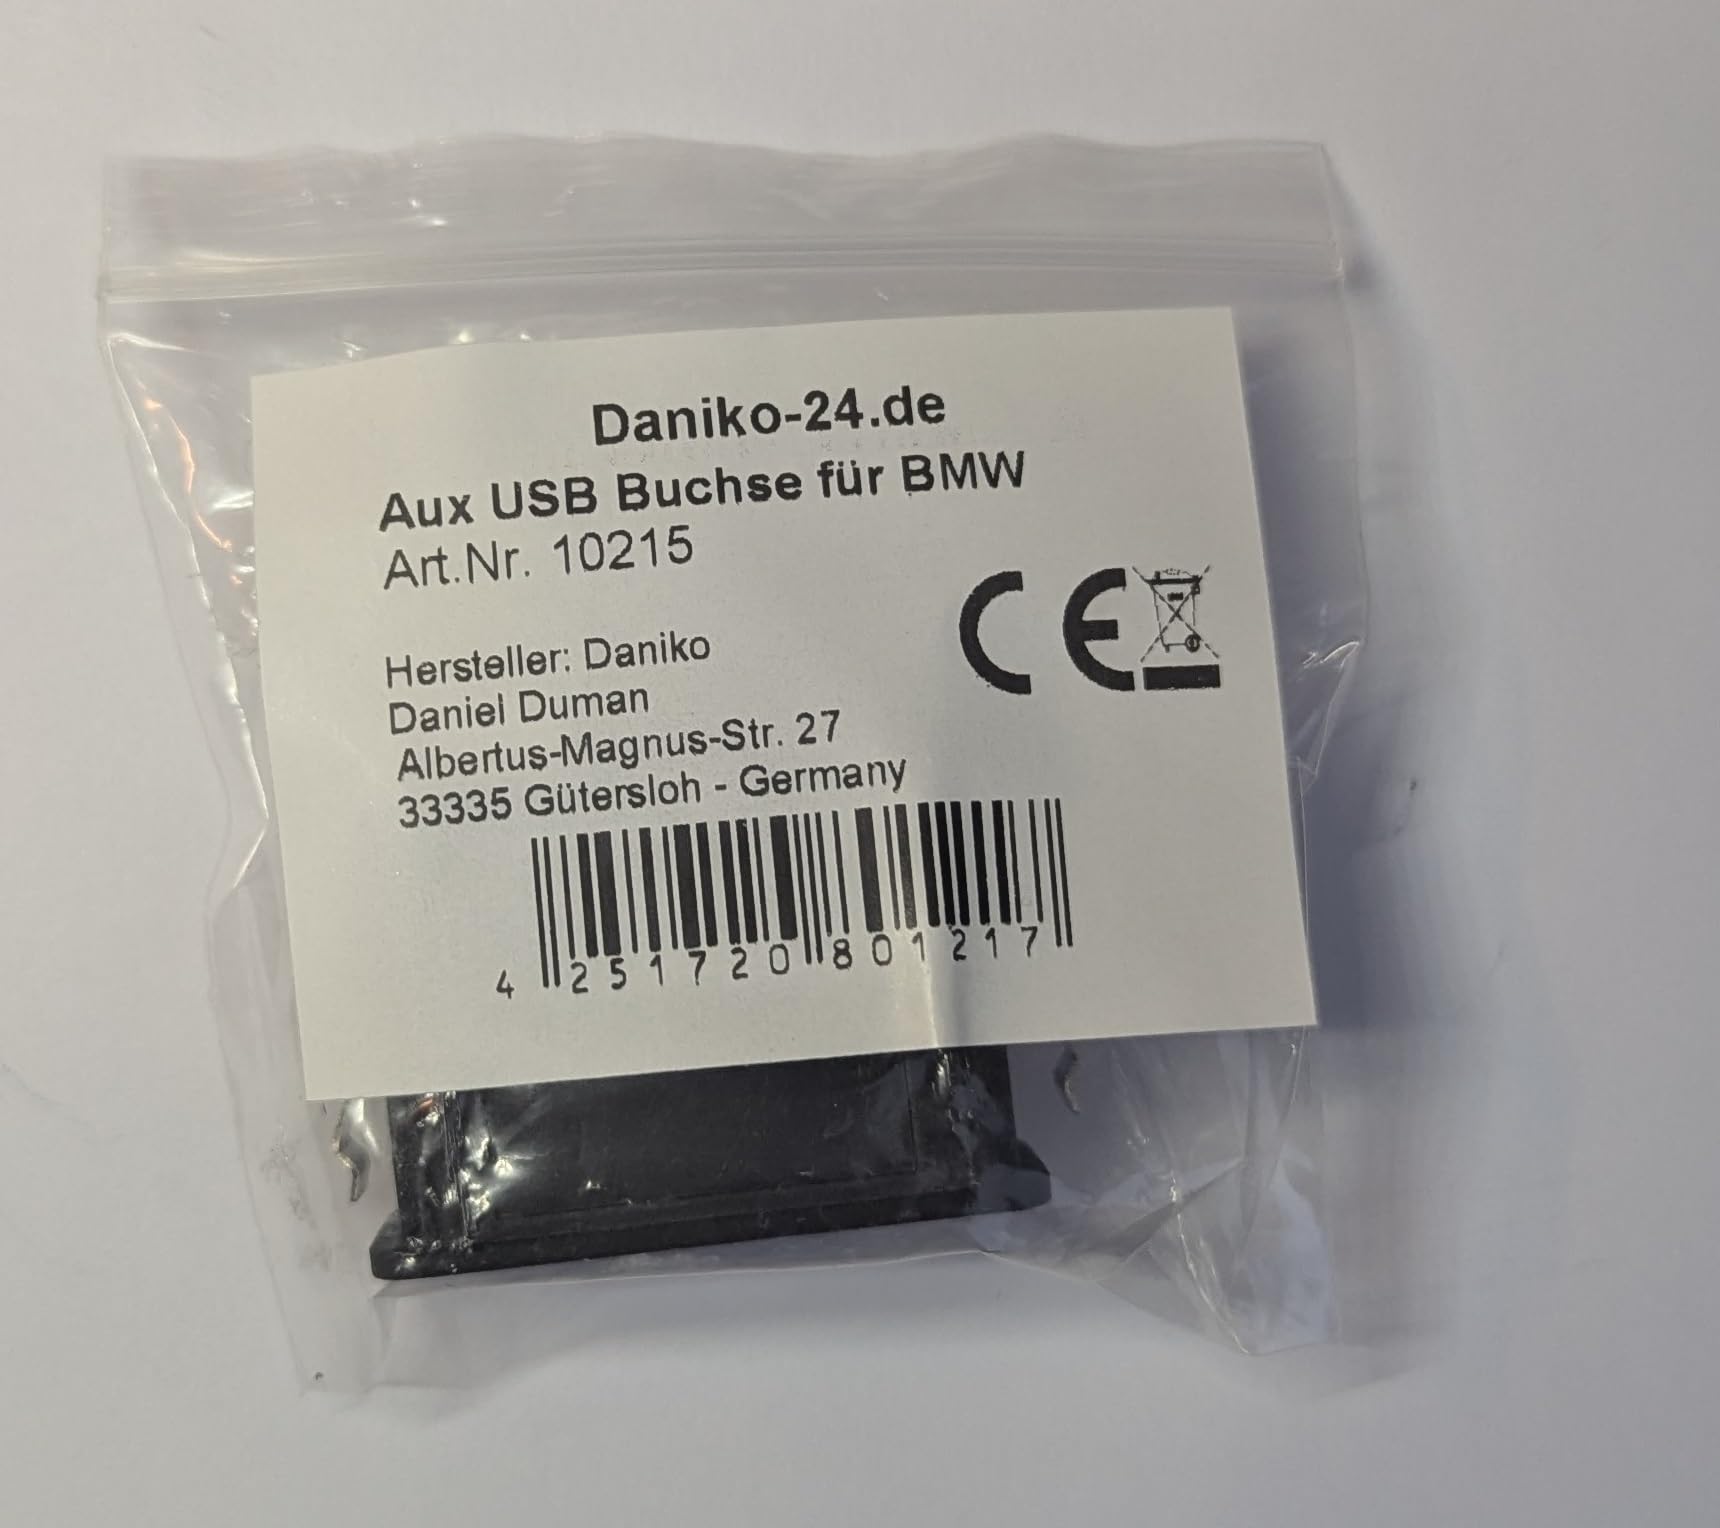 Daniko-24.de
Aux USB Buchse für BMW
Art.Nr. 10215
CE
Hersteller: Daniko
Daniel Duman
Albertus-Magnus-Str. 27
33335 Gütersloh - Germany
4 251720 801217